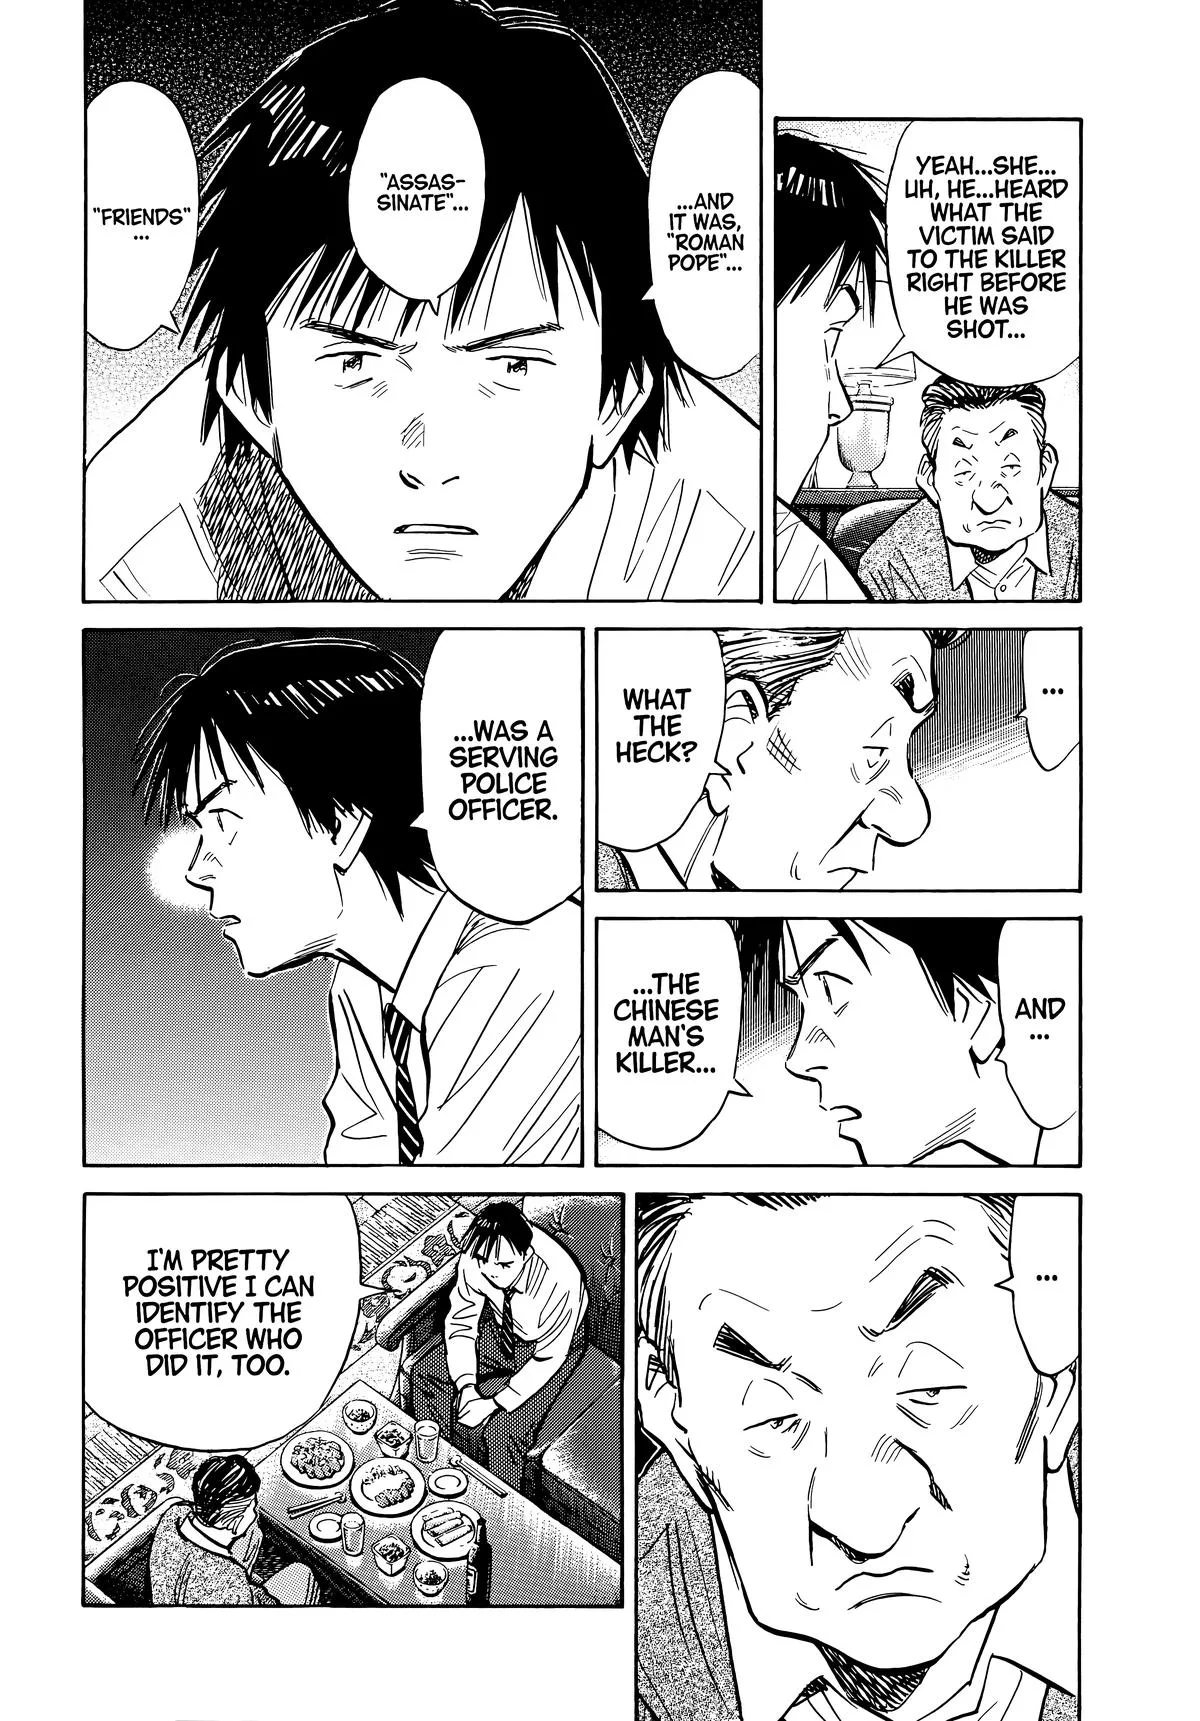 YEAH...SHE...
UH, HE...HEARD
WHAT THE
VICTIM SAID
TO THE KILLER
RIGHT BEFORE
HE WAS
SHOT...
...AND
IT WAS,
"ROMAN
POPE"...
"ASSAS-
SINATE"...
"FRIENDS"
...
...
WHAT
THE
HECK?
AND
...
...THE
CHINESE
MAN'S
KILLER...
...WAS A
SERVING
POLICE
OFFICER.
...
I'M PRETTY
POSITIVE I CAN
IDENTIFY THE
OFFICER WHO
DID IT, TOO.